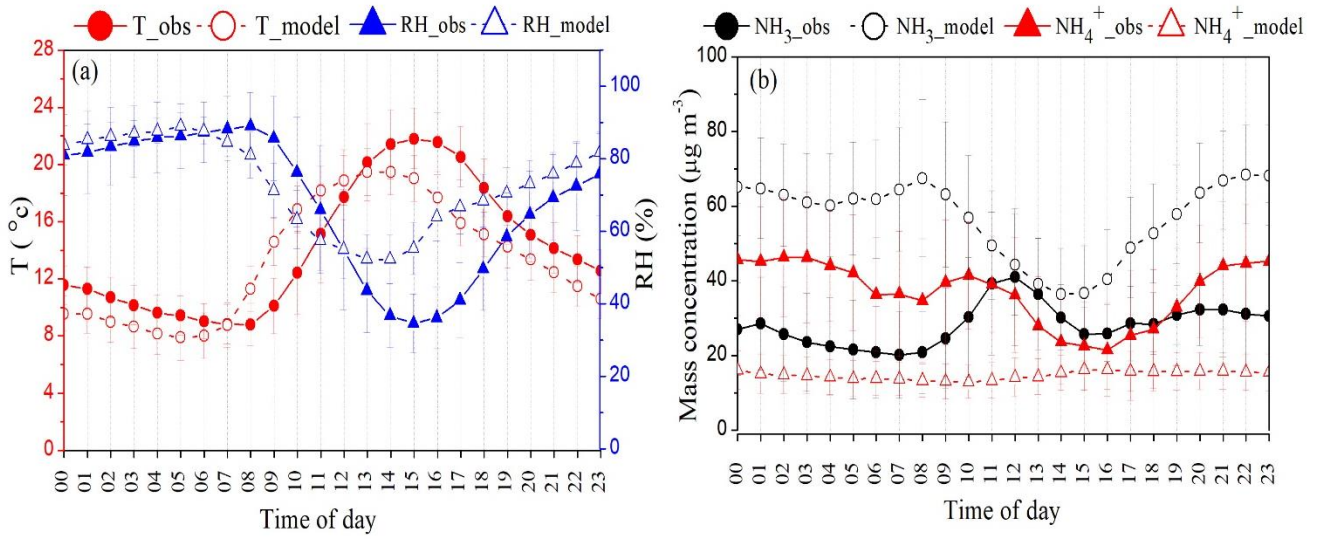 T_obs T_model RH_obs RH_model
(a)
T ( °c)
28
24
20
16
12
8
4
0
RH (%)
100
80
60
40
20
0
00 01 02 03 04 05 06 07 08 09 10 11 12 13 14 15 16 17 18 19 20 21 22 23
Time of day
NH3_obs NH3_model NH4+_obs NH4+_model
(b)
Mass concentration (µg m-3)
100
80
60
40
20
0
00 01 02 03 04 05 06 07 08 09 10 11 12 13 14 15 16 17 18 19 20 21 22 23
Time of day